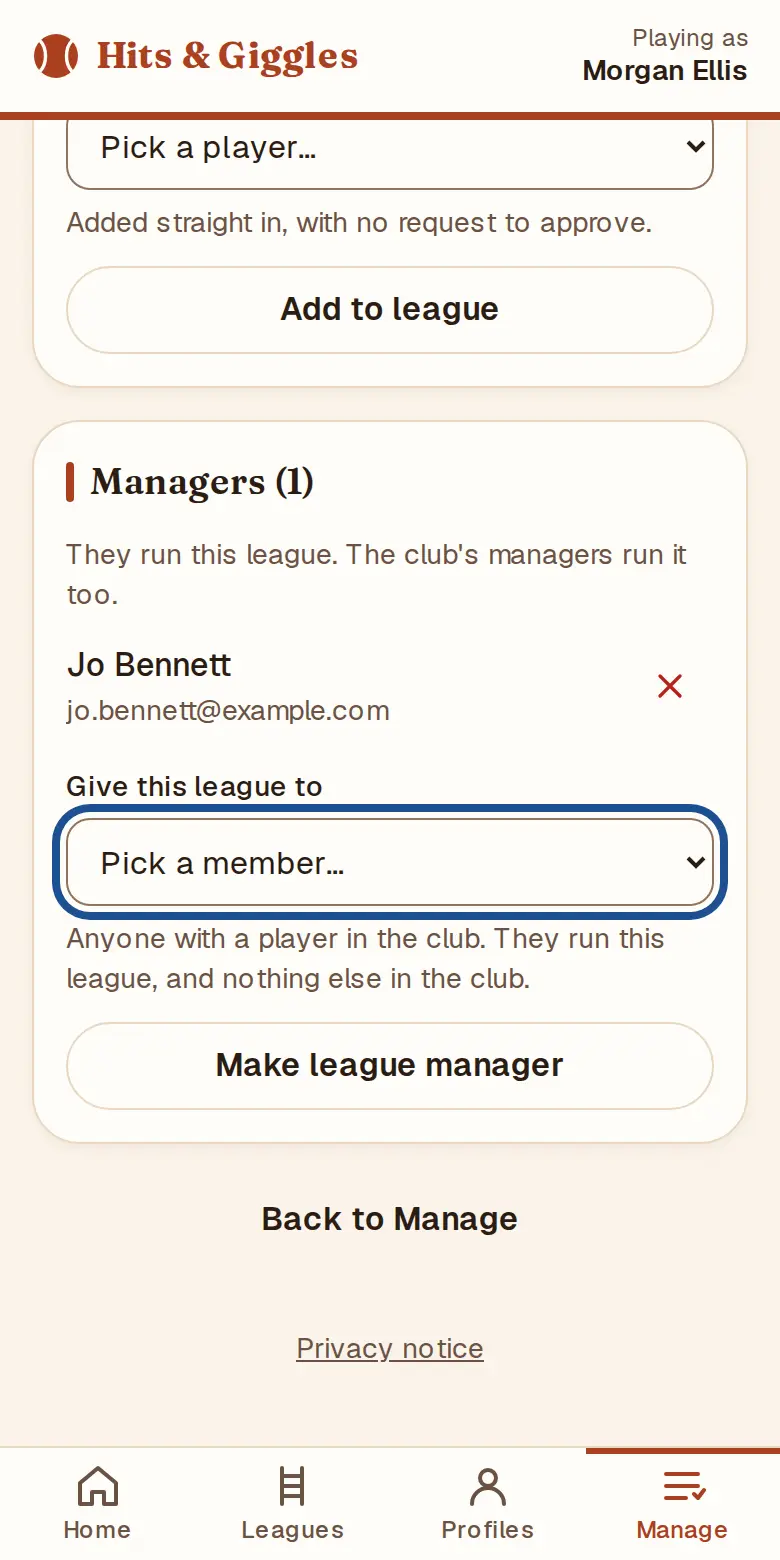 Hits & Giggles
Playing as
Morgan Ellis
Pick a player…
Added straight in, with no request to approve.
Add to league
Managers (1)
They run this league. The club's managers run it
too.
Jo Bennett
jo.bennett@example.com
Give this league to
Pick a member…
Anyone with a player in the club. They run this
league, and nothing else in the club.
Make league manager
Back to Manage
Privacy notice
Home
Leagues
Profiles
Manage